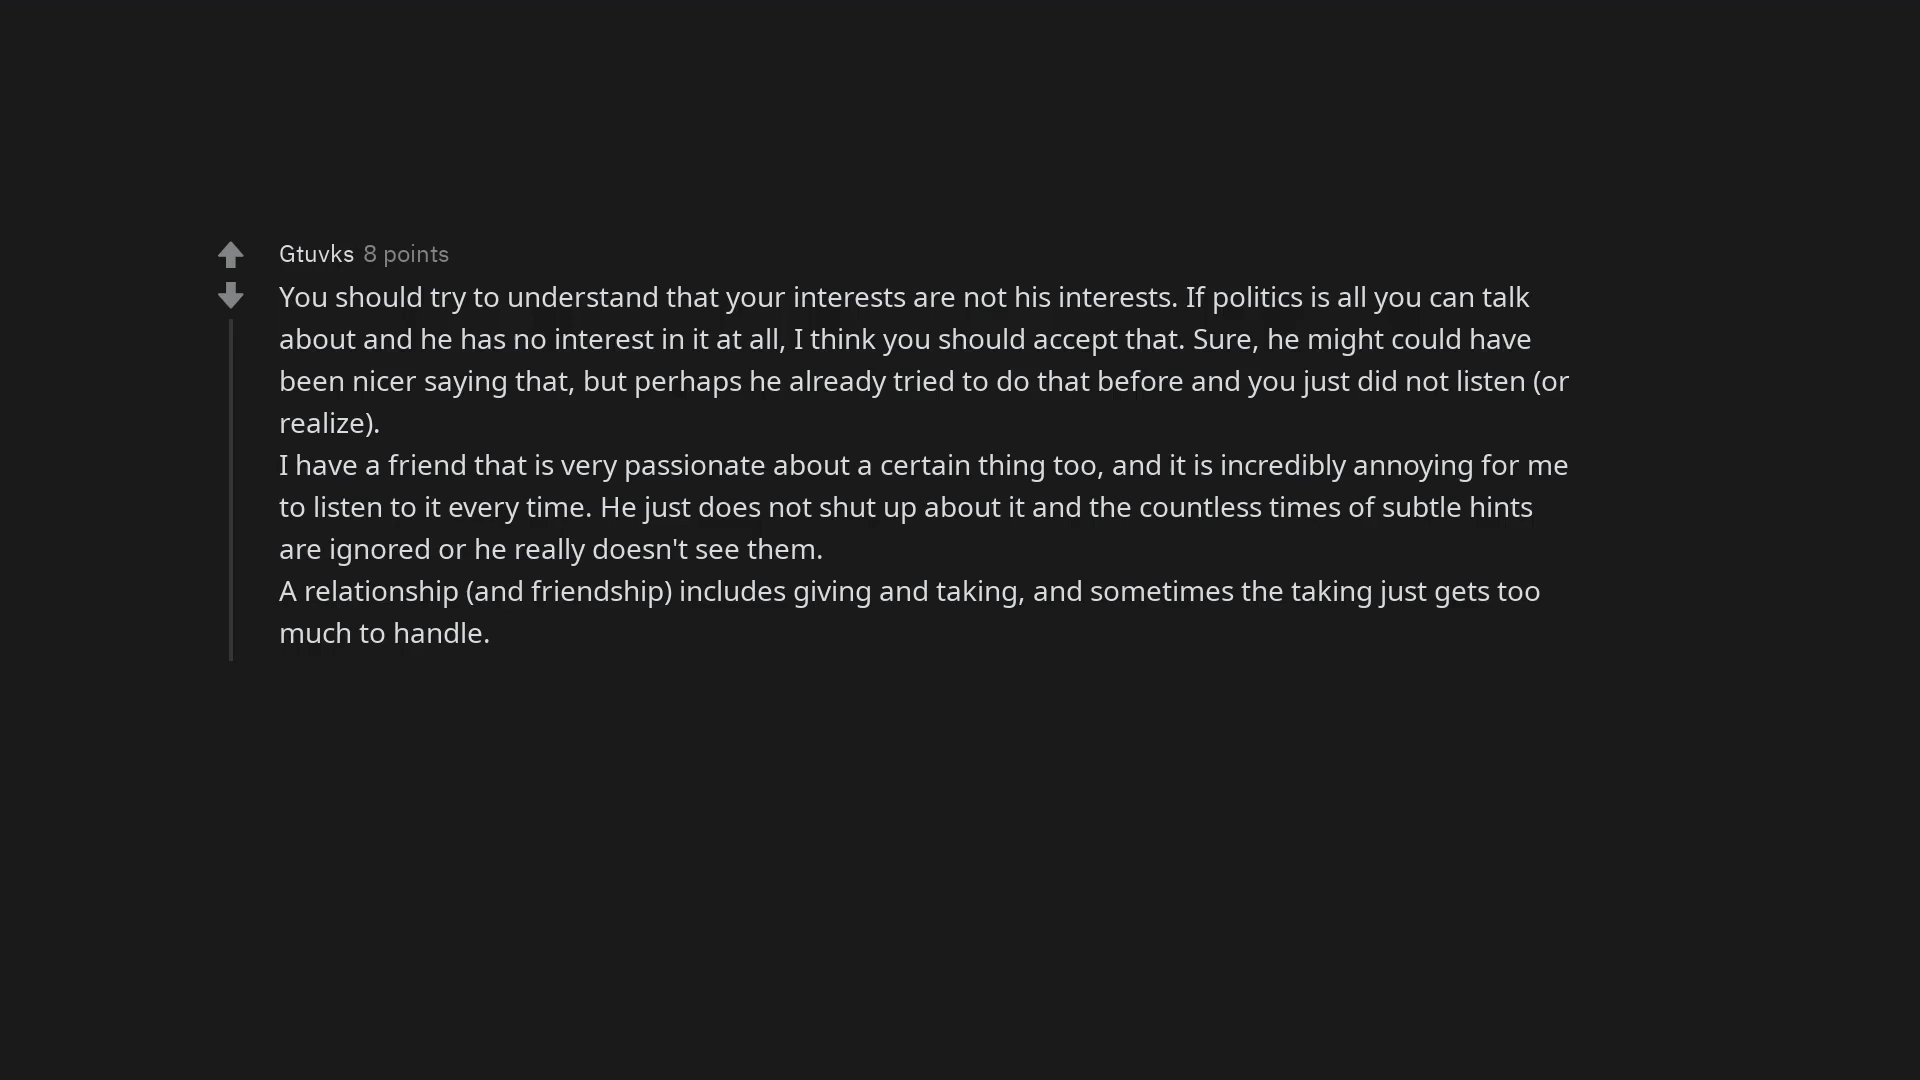 Gtuvks 8 points
You should try to understand that your interests are not his interests. If politics is all you can talk
about and he has no interest in it at all, I think you should accept that. Sure, he might could have
been nicer saying that, but perhaps he already tried to do that before and you just did not listen (or
realize).
I have a friend that is very passionate about a certain thing too, and it is incredibly annoying for me
to listen to it every time. He just does not shut up about it and the countless times of subtle hints
are ignored or he really doesn't see them.
A relationship (and friendship) includes giving and taking, and sometimes the taking just gets too
much to handle.